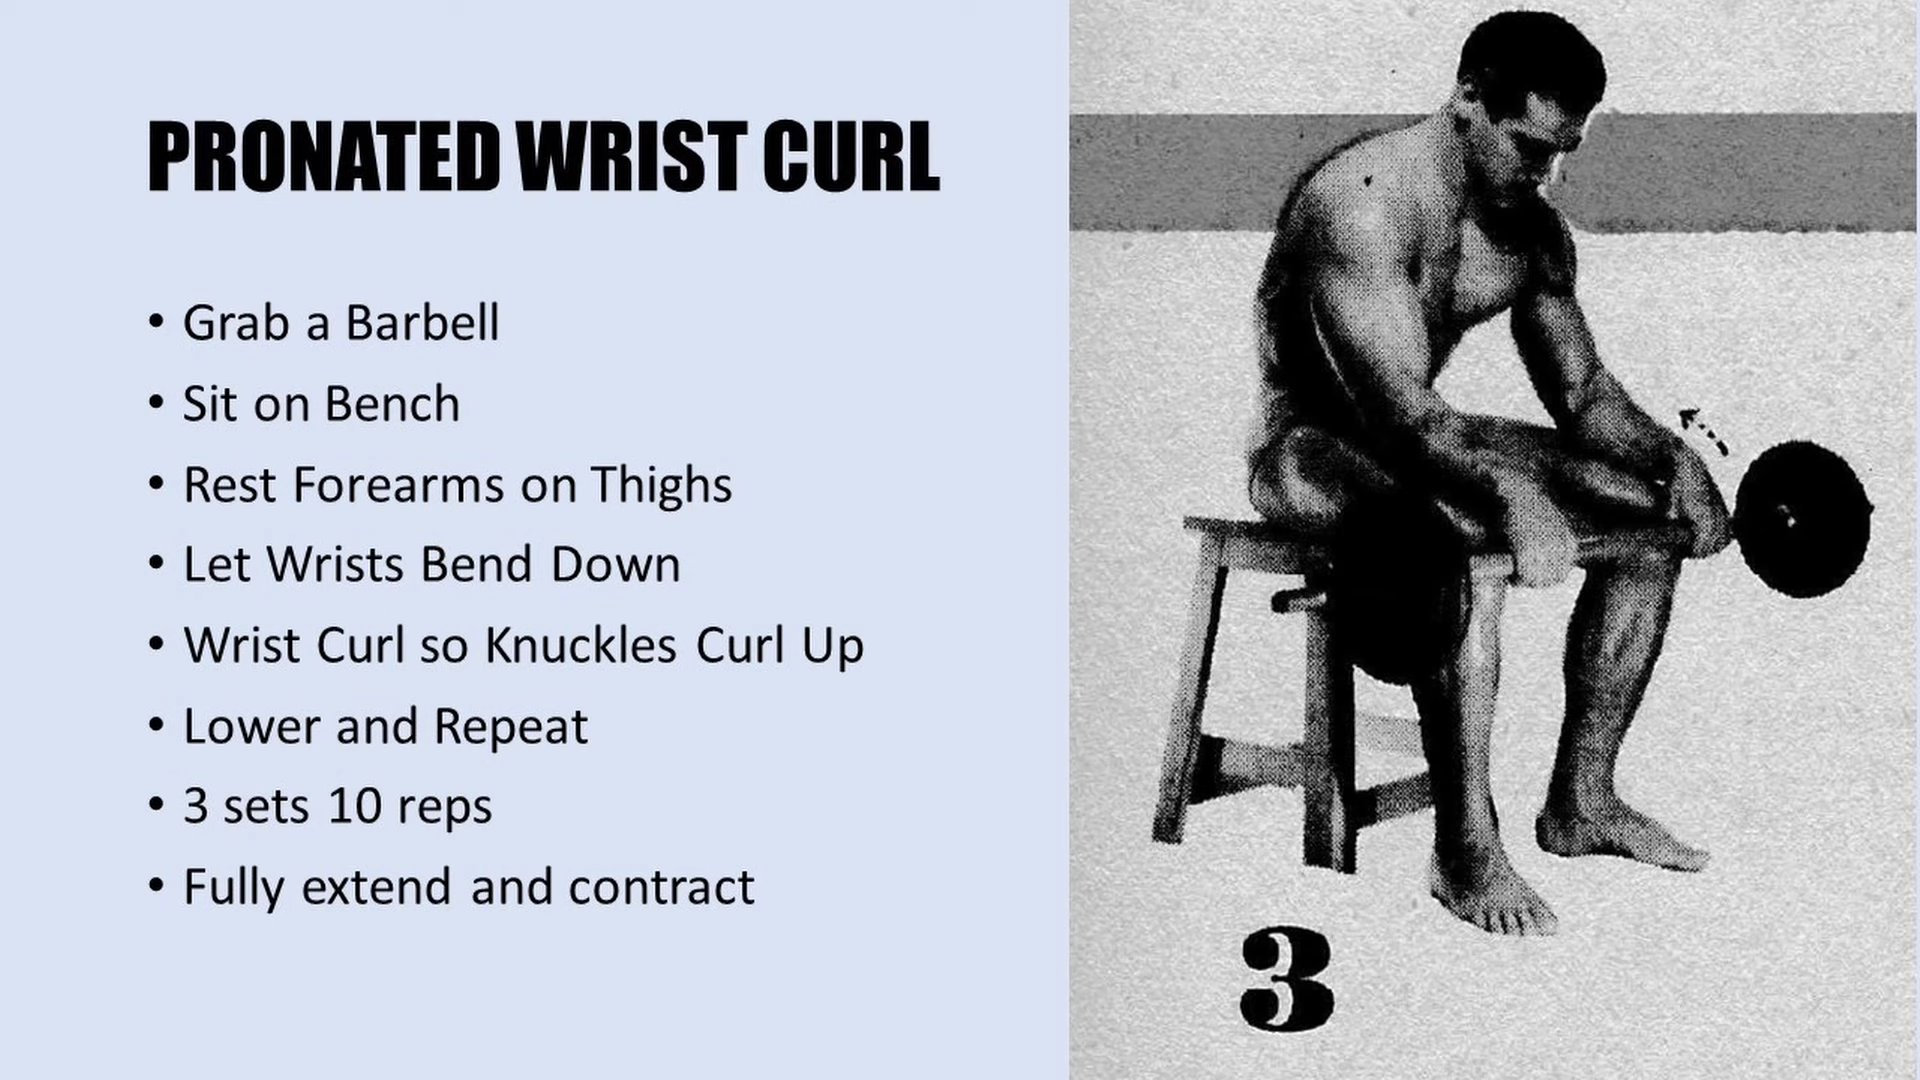 PRONATED WRIST CURL
• Grab a Barbell
• Sit on Bench
• Rest Forearms on Thighs
• Let Wrists Bend Down
• Wrist Curl so Knuckles Curl Up
• Lower and Repeat
• 3 sets 10 reps
• Fully extend and contract
3